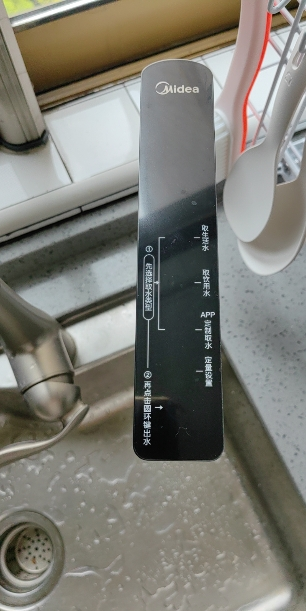 Midea
取生活水
取饮用水
APP
定制取水
定量设置
① 先选择取水类型
② 再点击圆环键出水